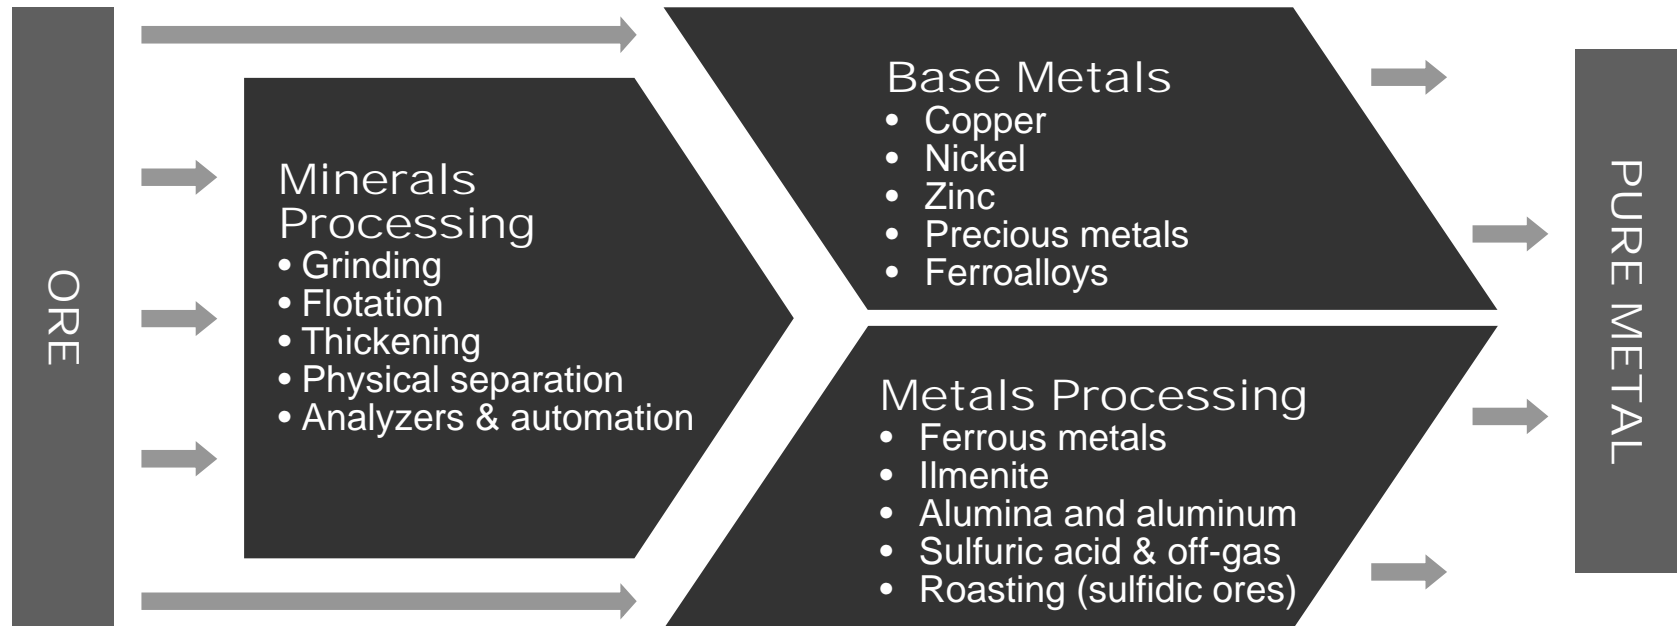 ORE
Minerals
Processing
• Grinding
• Flotation
• Thickening
• Physical separation
• Analyzers & automation
Base Metals
• Copper
• Nickel
• Zinc
• Precious metals
• Ferroalloys
Metals Processing
• Ferrous metals
• Ilmenite
• Alumina and aluminum
• Sulfuric acid & off-gas
• Roasting (sulfidic ores)
PURE METAL